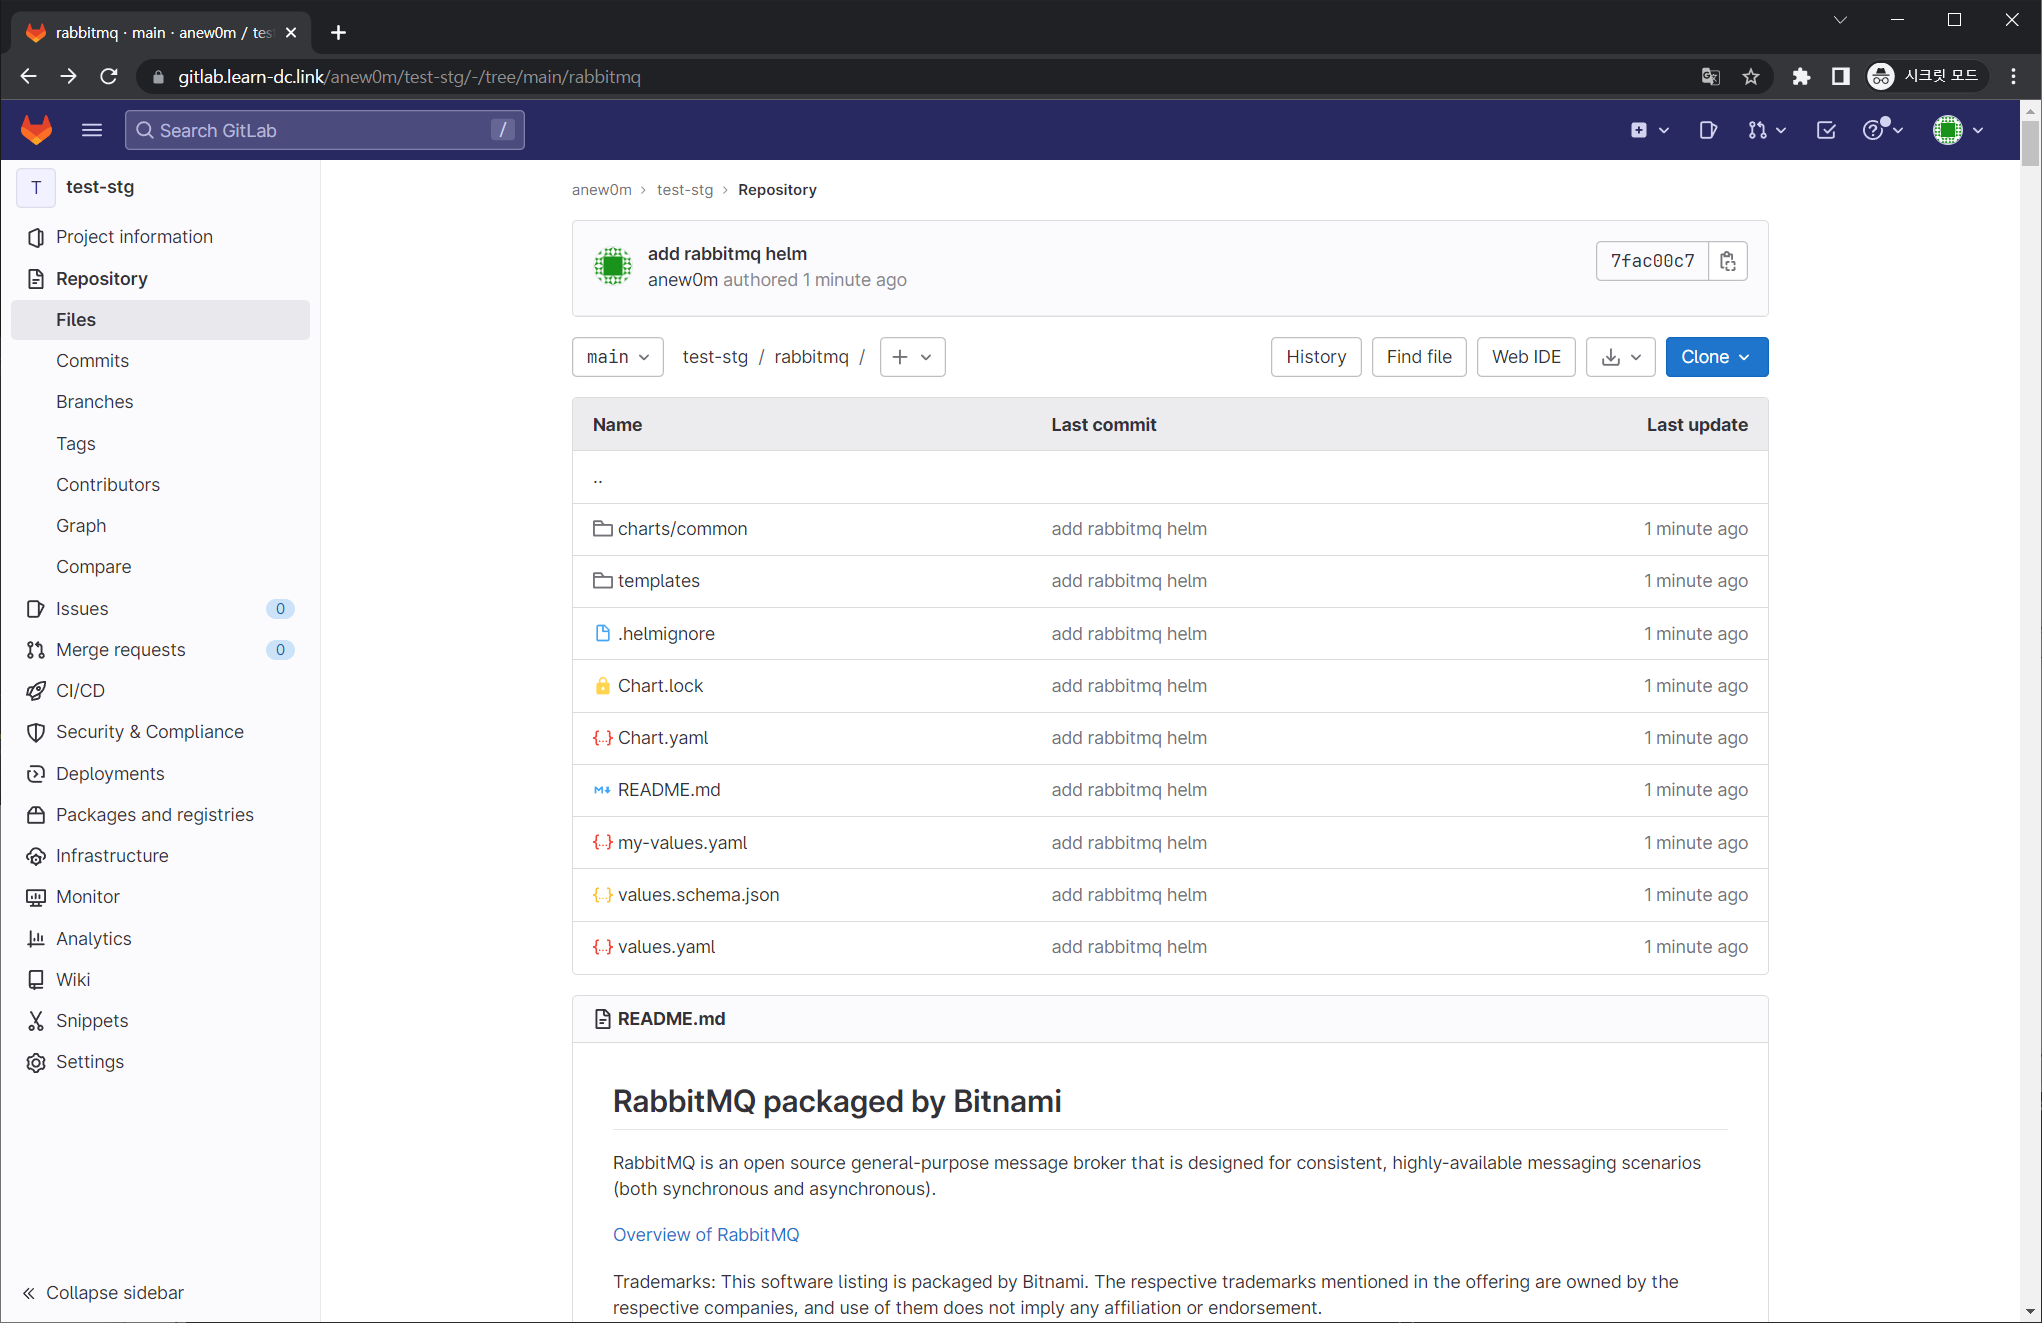 rabbitmq · main · anew0m / tes
gitlab.learn-dc.link/anew0m/test-stg/-/tree/main/rabbitmq
시크릿 모드
Search GitLab
/
T
test-stg
Project information
Repository
Files
Commits
Branches
Tags
Contributors
Graph
Compare
Issues 0
Merge requests 0
CI/CD
Security & Compliance
Deployments
Packages and registries
Infrastructure
Monitor
Analytics
Wiki
Snippets
Settings
Collapse sidebar
anew0m › test-stg › Repository
add rabbitmq helm
anew0m authored 1 minute ago
7fac00c7
main
test-stg / rabbitmq /
History
Find file
Web IDE
Clone
Name Last commit Last update
..
charts/common add rabbitmq helm 1 minute ago
templates add rabbitmq helm 1 minute ago
.helmignore add rabbitmq helm 1 minute ago
Chart.lock add rabbitmq helm 1 minute ago
Chart.yaml add rabbitmq helm 1 minute ago
README.md add rabbitmq helm 1 minute ago
my-values.yaml add rabbitmq helm 1 minute ago
values.schema.json add rabbitmq helm 1 minute ago
values.yaml add rabbitmq helm 1 minute ago
README.md
RabbitMQ packaged by Bitnami
RabbitMQ is an open source general-purpose message broker that is designed for consistent, highly-available messaging scenarios
(both synchronous and asynchronous).
Overview of RabbitMQ
Trademarks: This software listing is packaged by Bitnami. The respective trademarks mentioned in the offering are owned by the
respective companies, and use of them does not imply any affiliation or endorsement.